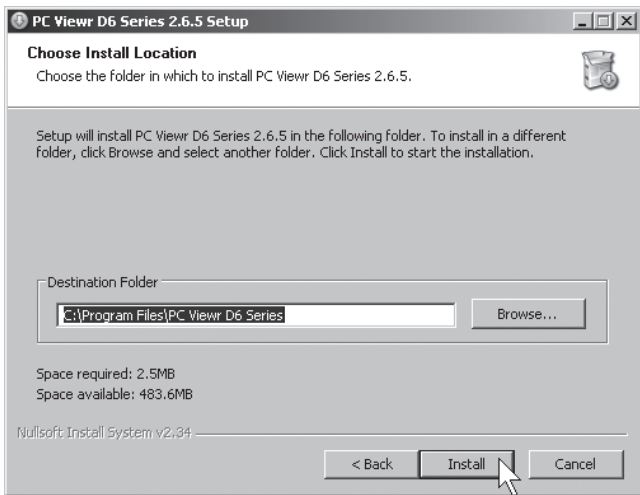 PC Viewr D6 Series 2.6.5 Setup
Choose Install Location
Choose the folder in which to install PC Viewr D6 Series 2.6.5.
Setup will install PC Viewr D6 Series 2.6.5 in the following folder. To install in a different
folder, click Browse and select another folder. Click Install to start the installation.
Destination Folder
C:\Program Files\PC Viewr D6 Series
Browse...
Space required: 2.5MB
Space available: 483.6MB
Nullsoft Install System v2.34
< Back
Install
Cancel